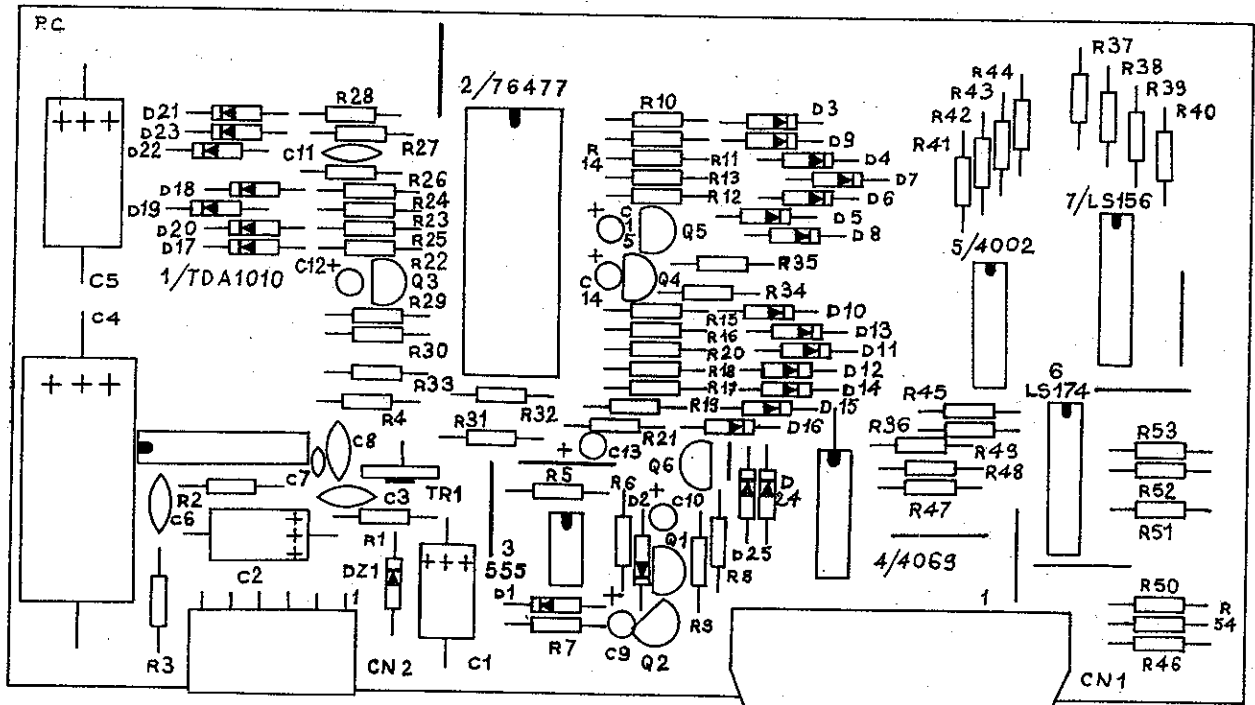 P.C.
R37
R38
R39
R40
R44
R43
R42
R41
2/76477
D21
D23
D22
R28
C11
R27
R26
R24
R23
R25
R22
D18
D19
D20
D17
1/TDA1010
C12 +
Q3
R29
R30
R33
R4
C5
C4
+++
+++
R10
R14
R11
R13
R12
D3
D9
D4
D7
D6
D5
D8
+
C15
Q5
+
C14
Q4
R35
R34
R15
R16
R20
R18
R17
R19
R21
D10
D13
D11
D12
D14
D15
D16
7/LS156
5/4002
6
LS174
R45
R36
R49
R48
R47
R53
R52
R51
R31
R32
+
C13
Q6
C8
C7
TR1
C3
R2
C6
+++
C2
R1
DZ1
+++
C1
R5
3
555
R6
D2
+
C10
Q1
D24
D25
R8
R9
4/4069
D1
R7
+
C9
Q2
R3
1
CN2
1
CN1
R50
R54
R46